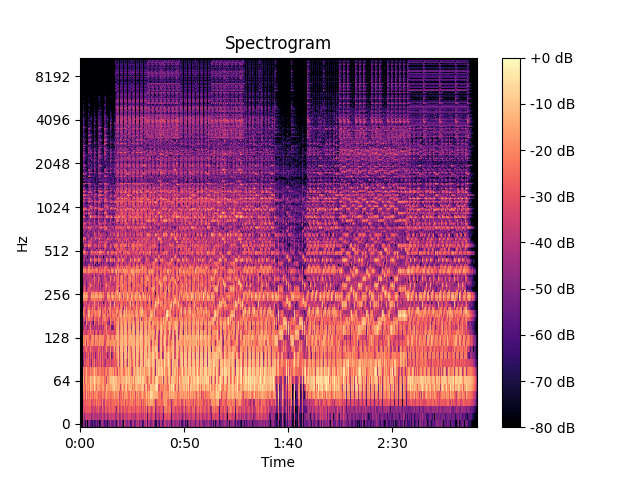 Spectrogram
8192
4096
2048
1024
512
256
128
64
0
Hz
0:00
0:50
1:40
2:30
Time
+0 dB
-10 dB
-20 dB
-30 dB
-40 dB
-50 dB
-60 dB
-70 dB
-80 dB